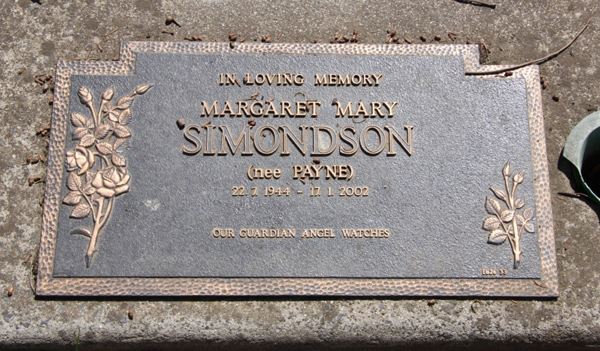 IN LOVING MEMORY
MARGARET MARY
SIMONDSON
(nee PAYNE)
22.7.1944 - 17.1.2002
OUR GUARDIAN ANGEL WATCHES